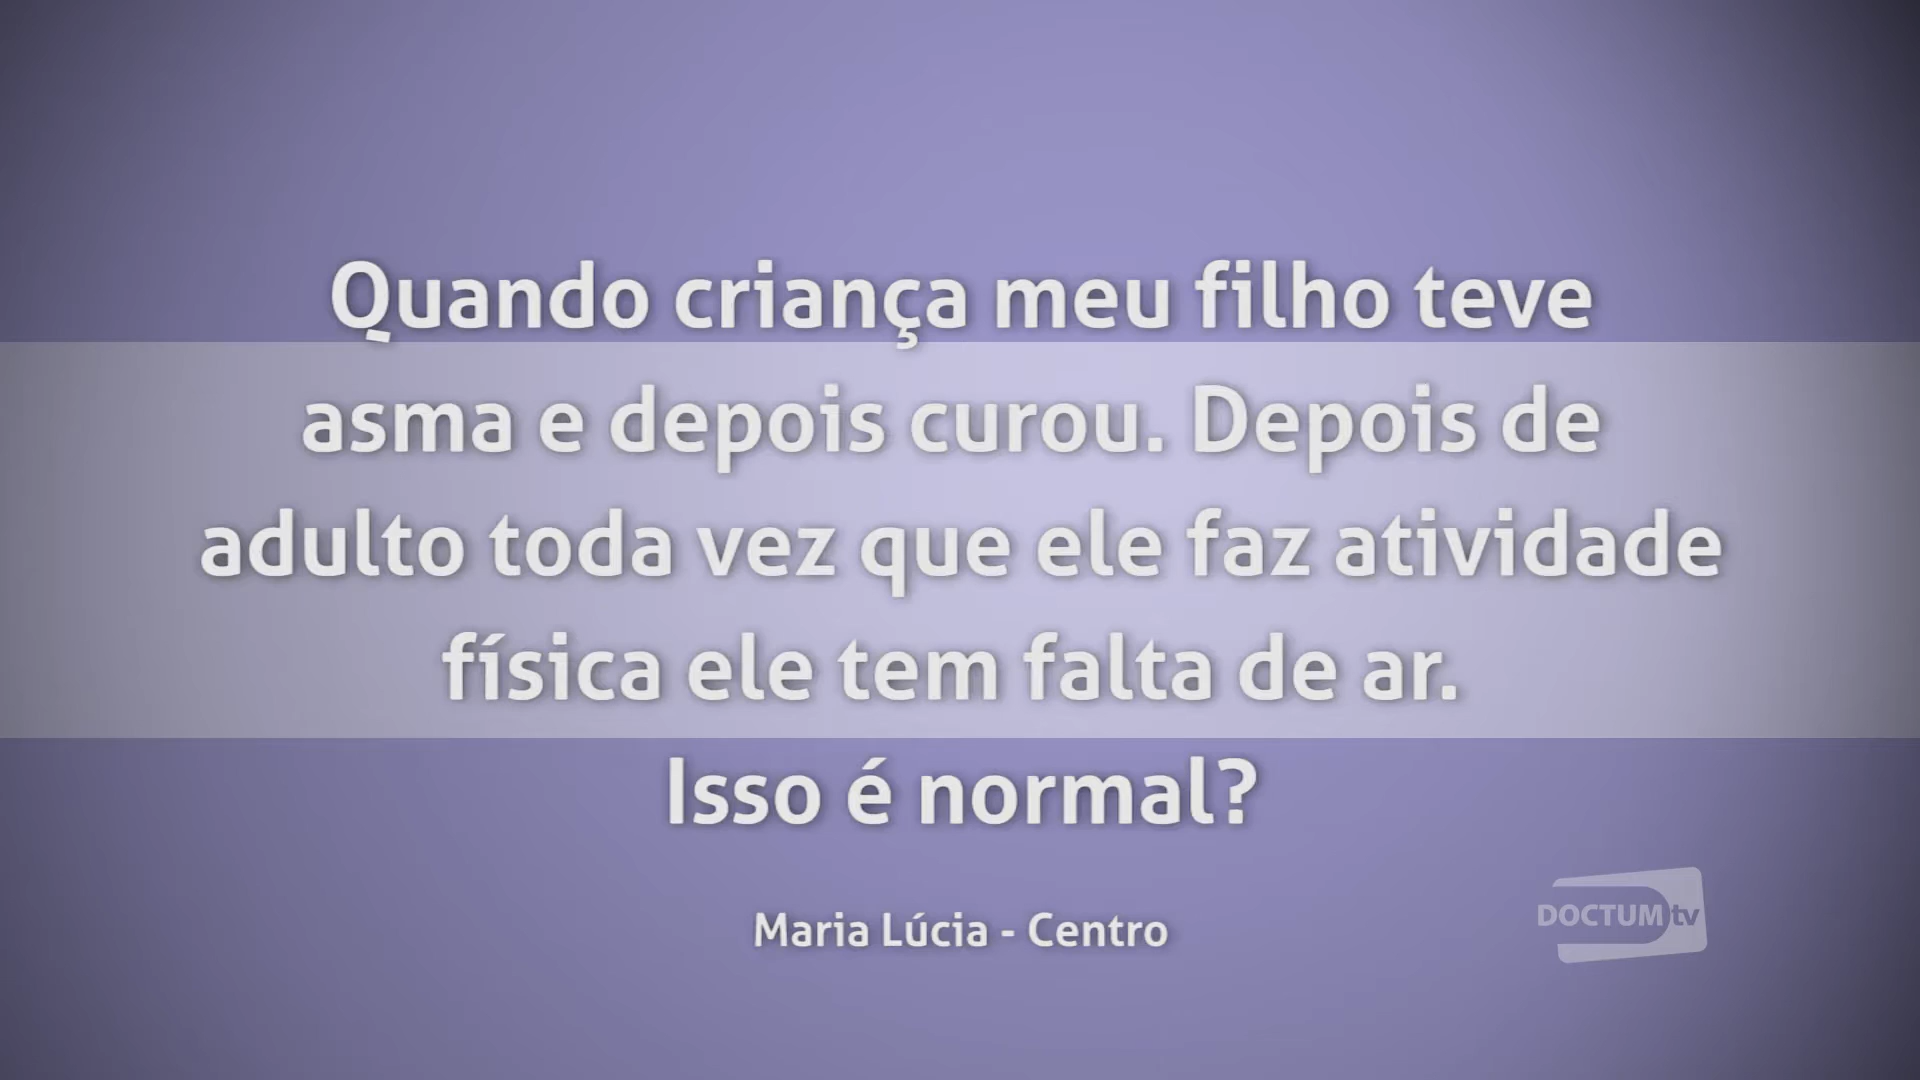 Quando criança meu filho teve
asma e depois curou. Depois de
adulto toda vez que ele faz atividade
física ele tem falta de ar.
Isso é normal?
Maria Lúcia - Centro
DOCTUM tv